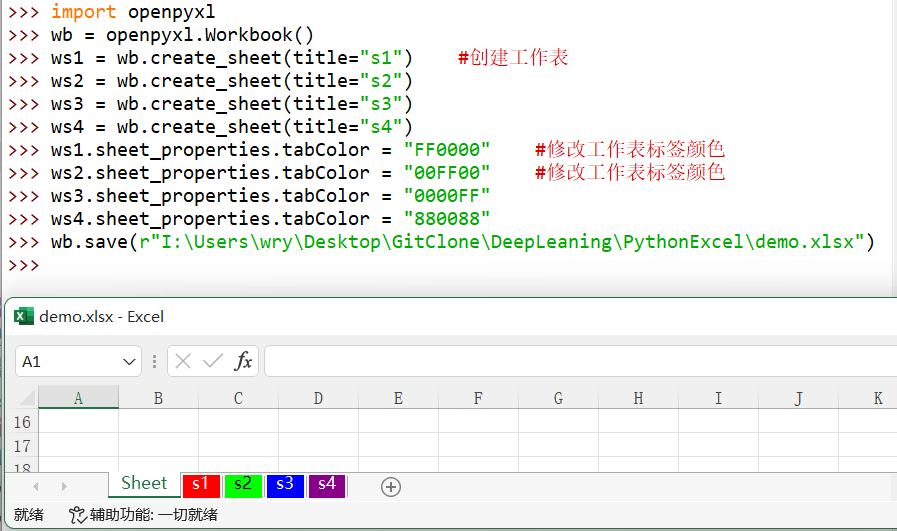 >>> import openpyxl
>>> wb = openpyxl.Workbook()
>>> ws1 = wb.create_sheet(title="s1")    #创建工作表
>>> ws2 = wb.create_sheet(title="s2")
>>> ws3 = wb.create_sheet(title="s3")
>>> ws4 = wb.create_sheet(title="s4")
>>> ws1.sheet_properties.tabColor = "FF0000"    #修改工作表标签颜色
>>> ws2.sheet_properties.tabColor = "00FF00"    #修改工作表标签颜色
>>> ws3.sheet_properties.tabColor = "0000FF"
>>> ws4.sheet_properties.tabColor = "880088"
>>> wb.save(r"I:\Users\wry\Desktop\GitClone\DeepLeaning\PythonExcel\demo.xlsx")
>>>
demo.xlsx - Excel
A1 fx
A B C D E F G H I J K
16
17
18
Sheet s1 s2 s3 s4
就绪 辅助功能: 一切就绪